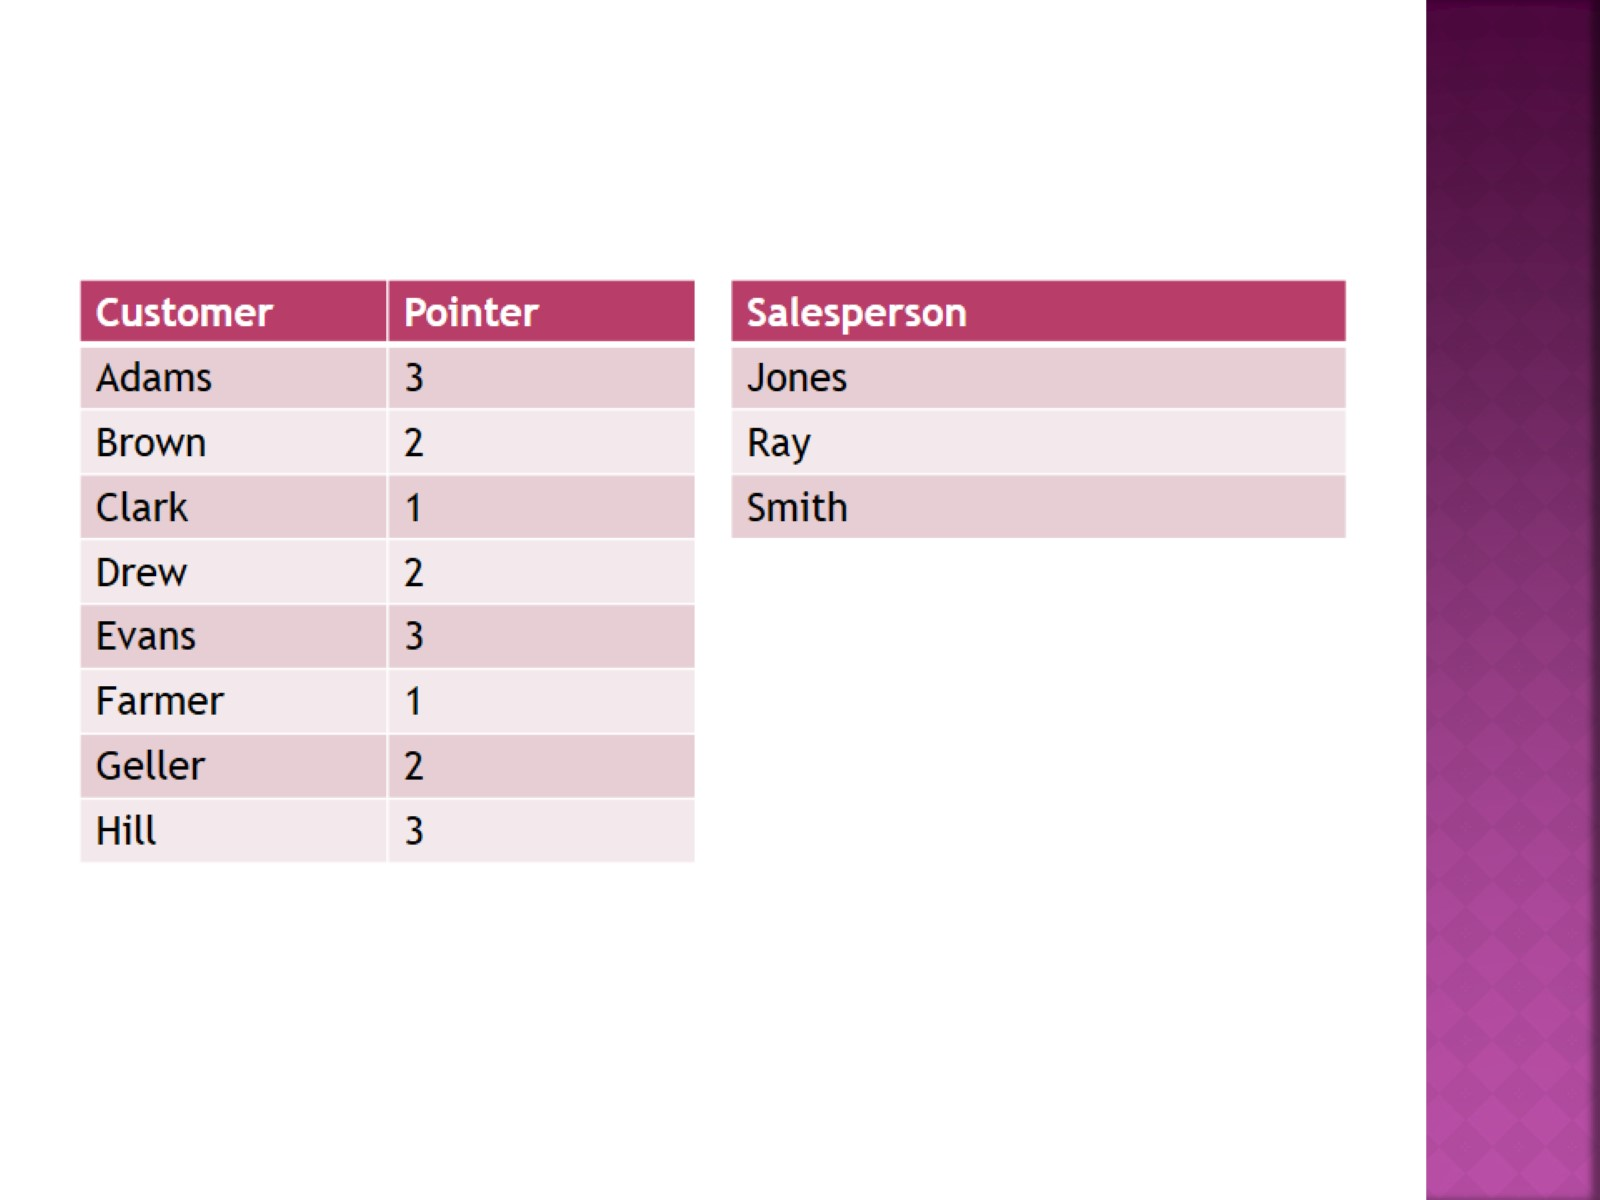 Customer Pointer
Adams 3
Brown 2
Clark 1
Drew 2
Evans 3
Farmer 1
Geller 2
Hill 3
Salesperson
Jones
Ray
Smith